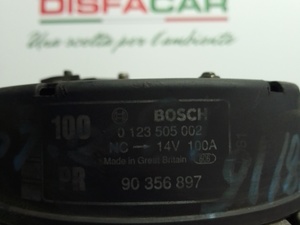 DISFACAR
Una scelta per l'ambiente
100 BOSCH
0 123 505 002
NC → 14V 100A
Made in Great Britain
PR 90 356 897